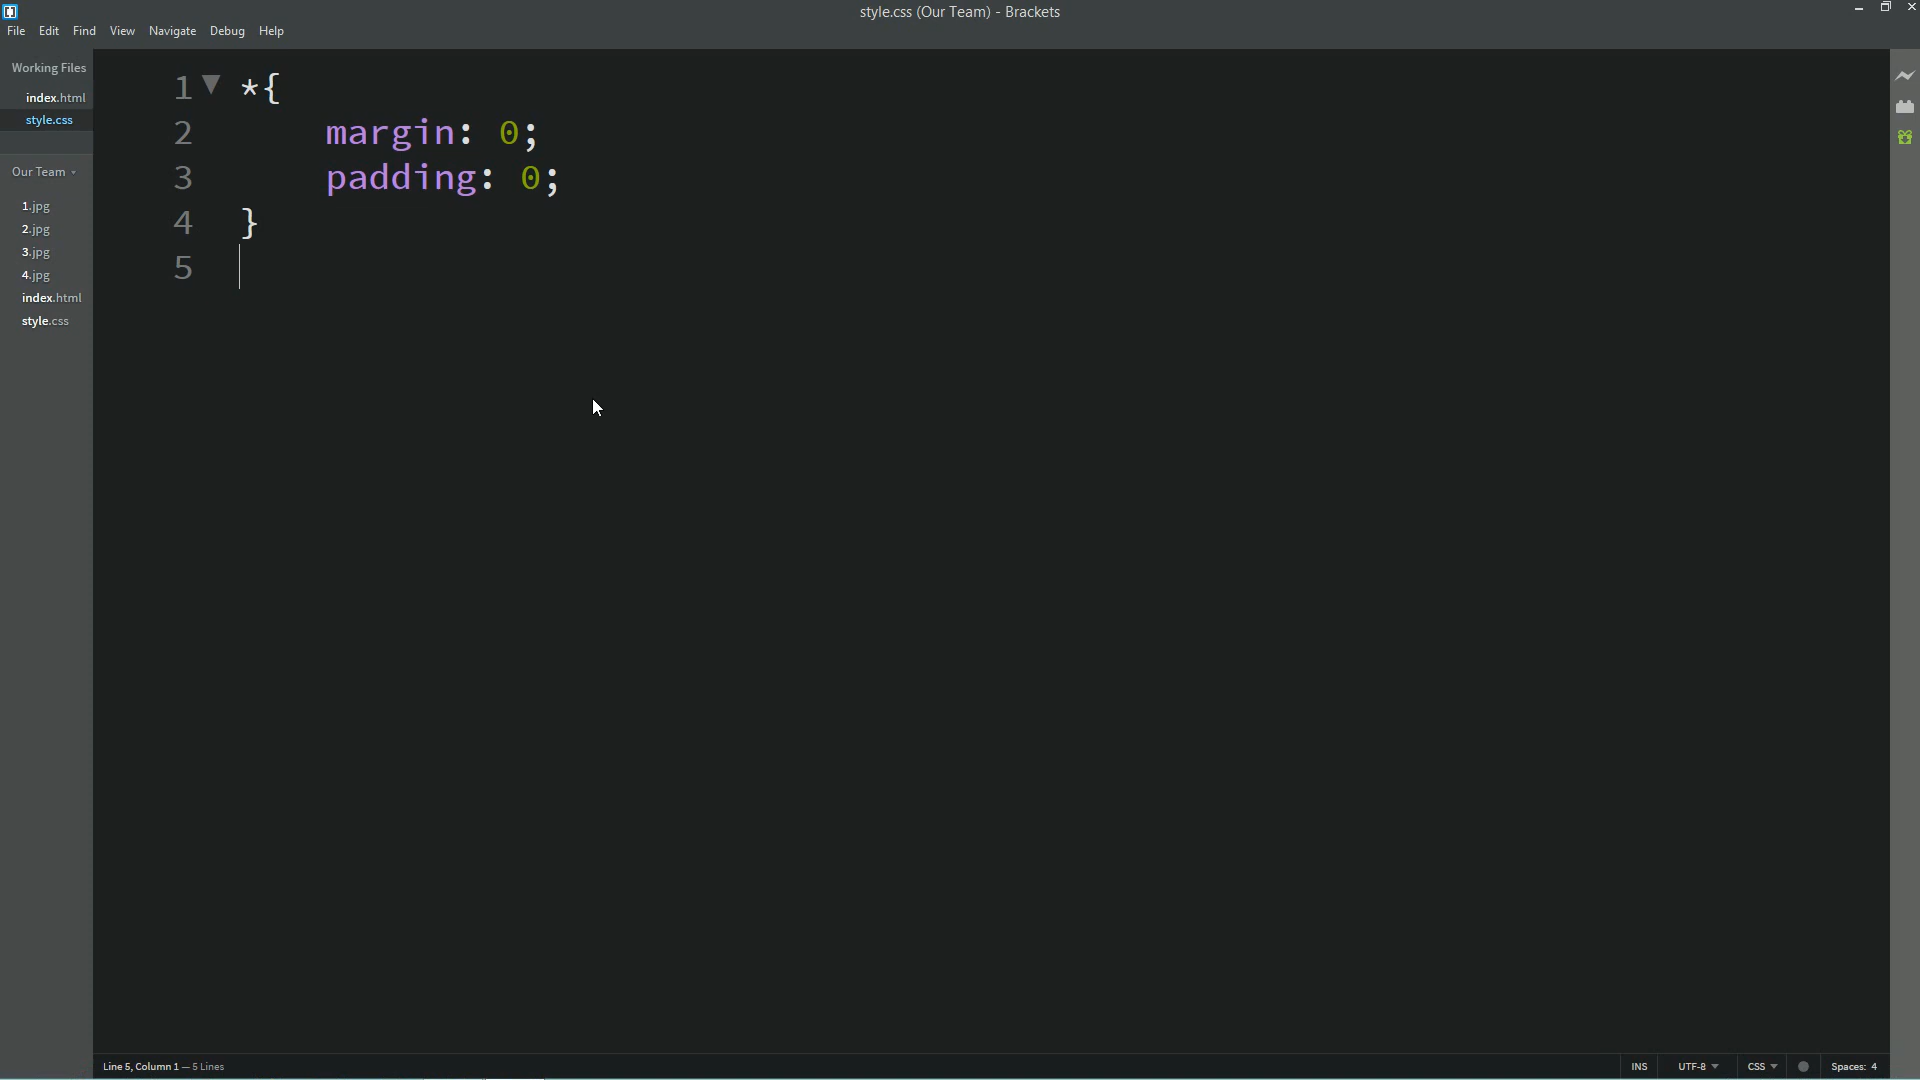 style.css (Our Team) - Brackets
File Edit Find View Navigate Debug Help
Working Files
index.html
style.css
Our Team
1.jpg
2.jpg
3.jpg
4.jpg
index.html
style.css
1 *{
2 margin: 0;
3 padding: 0;
4 }
5
Line 5, Column 1 — 5 Lines
INS UTF-8 CSS Spaces: 4